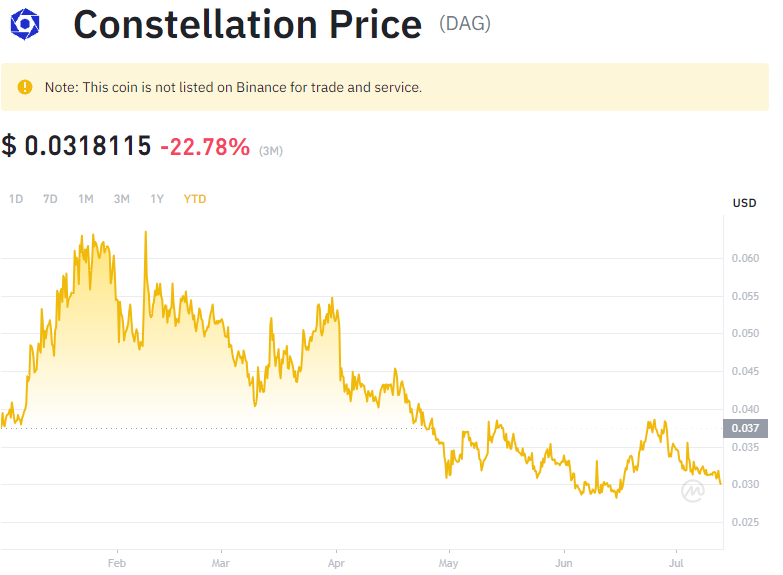 Constellation Price (DAG)
Note: This coin is not listed on Binance for trade and service.
$ 0.0318115 -22.78% (3M)
1D 7D 1M 3M 1Y YTD
USD
0.060
0.055
0.050
0.045
0.040
0.037
0.035
0.030
0.025
Feb Mar Apr May Jun Jul